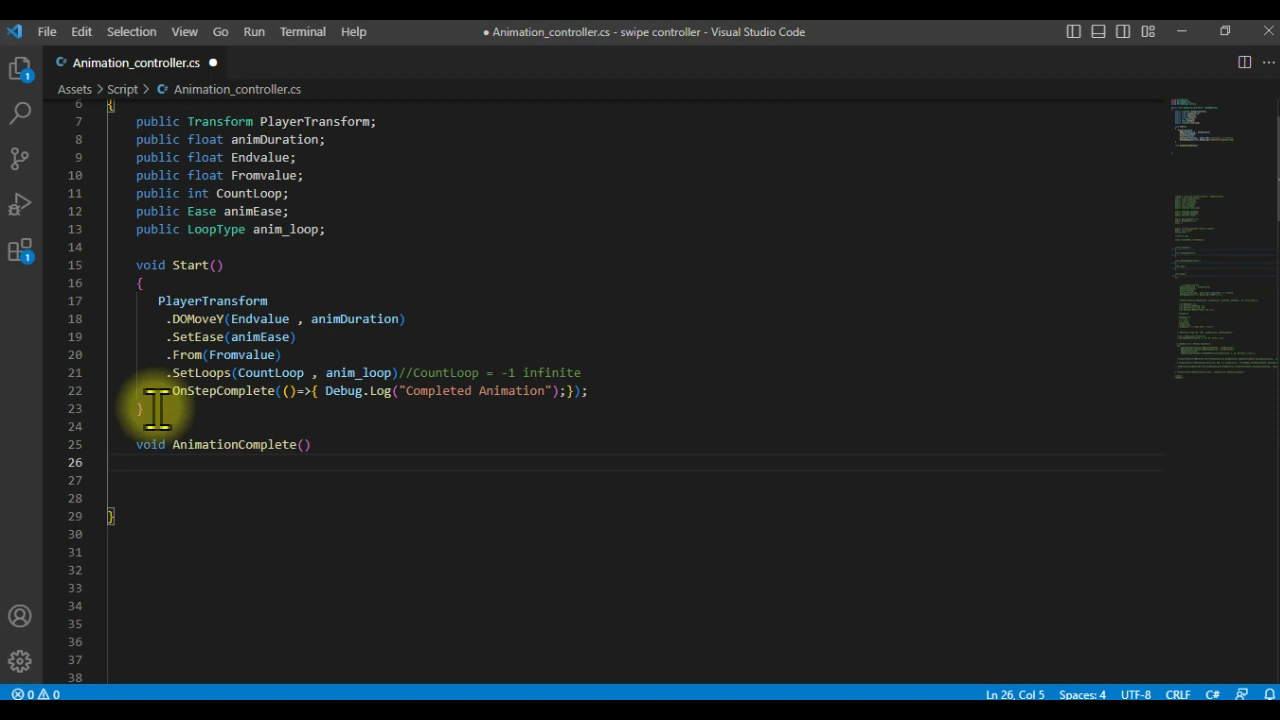 File Edit Selection View Go Run Terminal Help ● Animation_controller.cs - swipe controller - Visual Studio Code
Animation_controller.cs
Assets > Script > Animation_controller.cs
6 {
7 public Transform PlayerTransform;
8 public float animDuration;
9 public float Endvalue;
10 public float Fromvalue;
11 public int CountLoop;
12 public Ease animEase;
13 public LoopType anim_loop;
14
15 void Start()
16 {
17 PlayerTransform
18 .DOMoveY(Endvalue , animDuration)
19 .SetEase(animEase)
20 .From(Fromvalue)
21 .SetLoops(CountLoop , anim_loop)//CountLoop = -1 infinite
22 OnStepComplete(()=>{ Debug.Log("Completed Animation");});
23 }
24
25 void AnimationComplete()
26
27
28
29 }
30
31
32
33
34
35
36
37
38
1
1
0 0 Ln 26, Col 5 Spaces: 4 UTF-8 CRLF C#